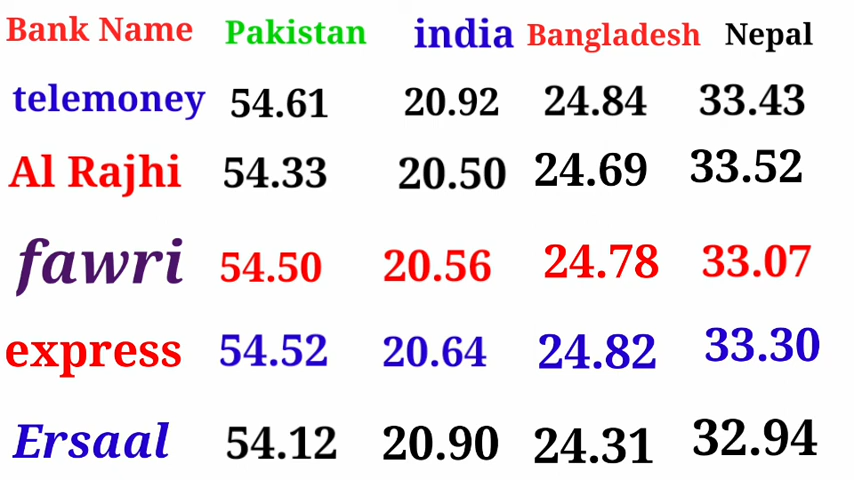 Bank Name Pakistan india Bangladesh Nepal
telemoney 54.61 20.92 24.84 33.43
Al Rajhi 54.33 20.50 24.69 33.52
fawri 54.50 20.56 24.78 33.07
express 54.52 20.64 24.82 33.30
Ersaal 54.12 20.90 24.31 32.94